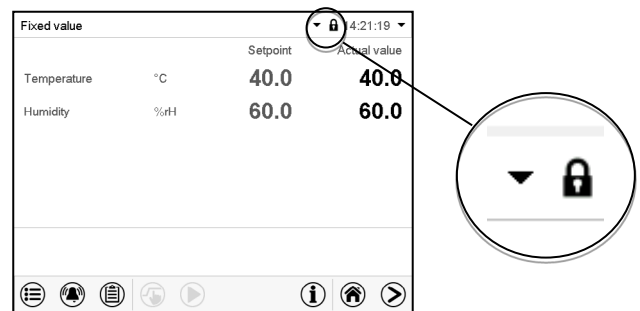 Fixed value 14:21:19
Setpoint Actual value
Temperature °C 40.0 40.0
Humidity %rH 60.0 60.0